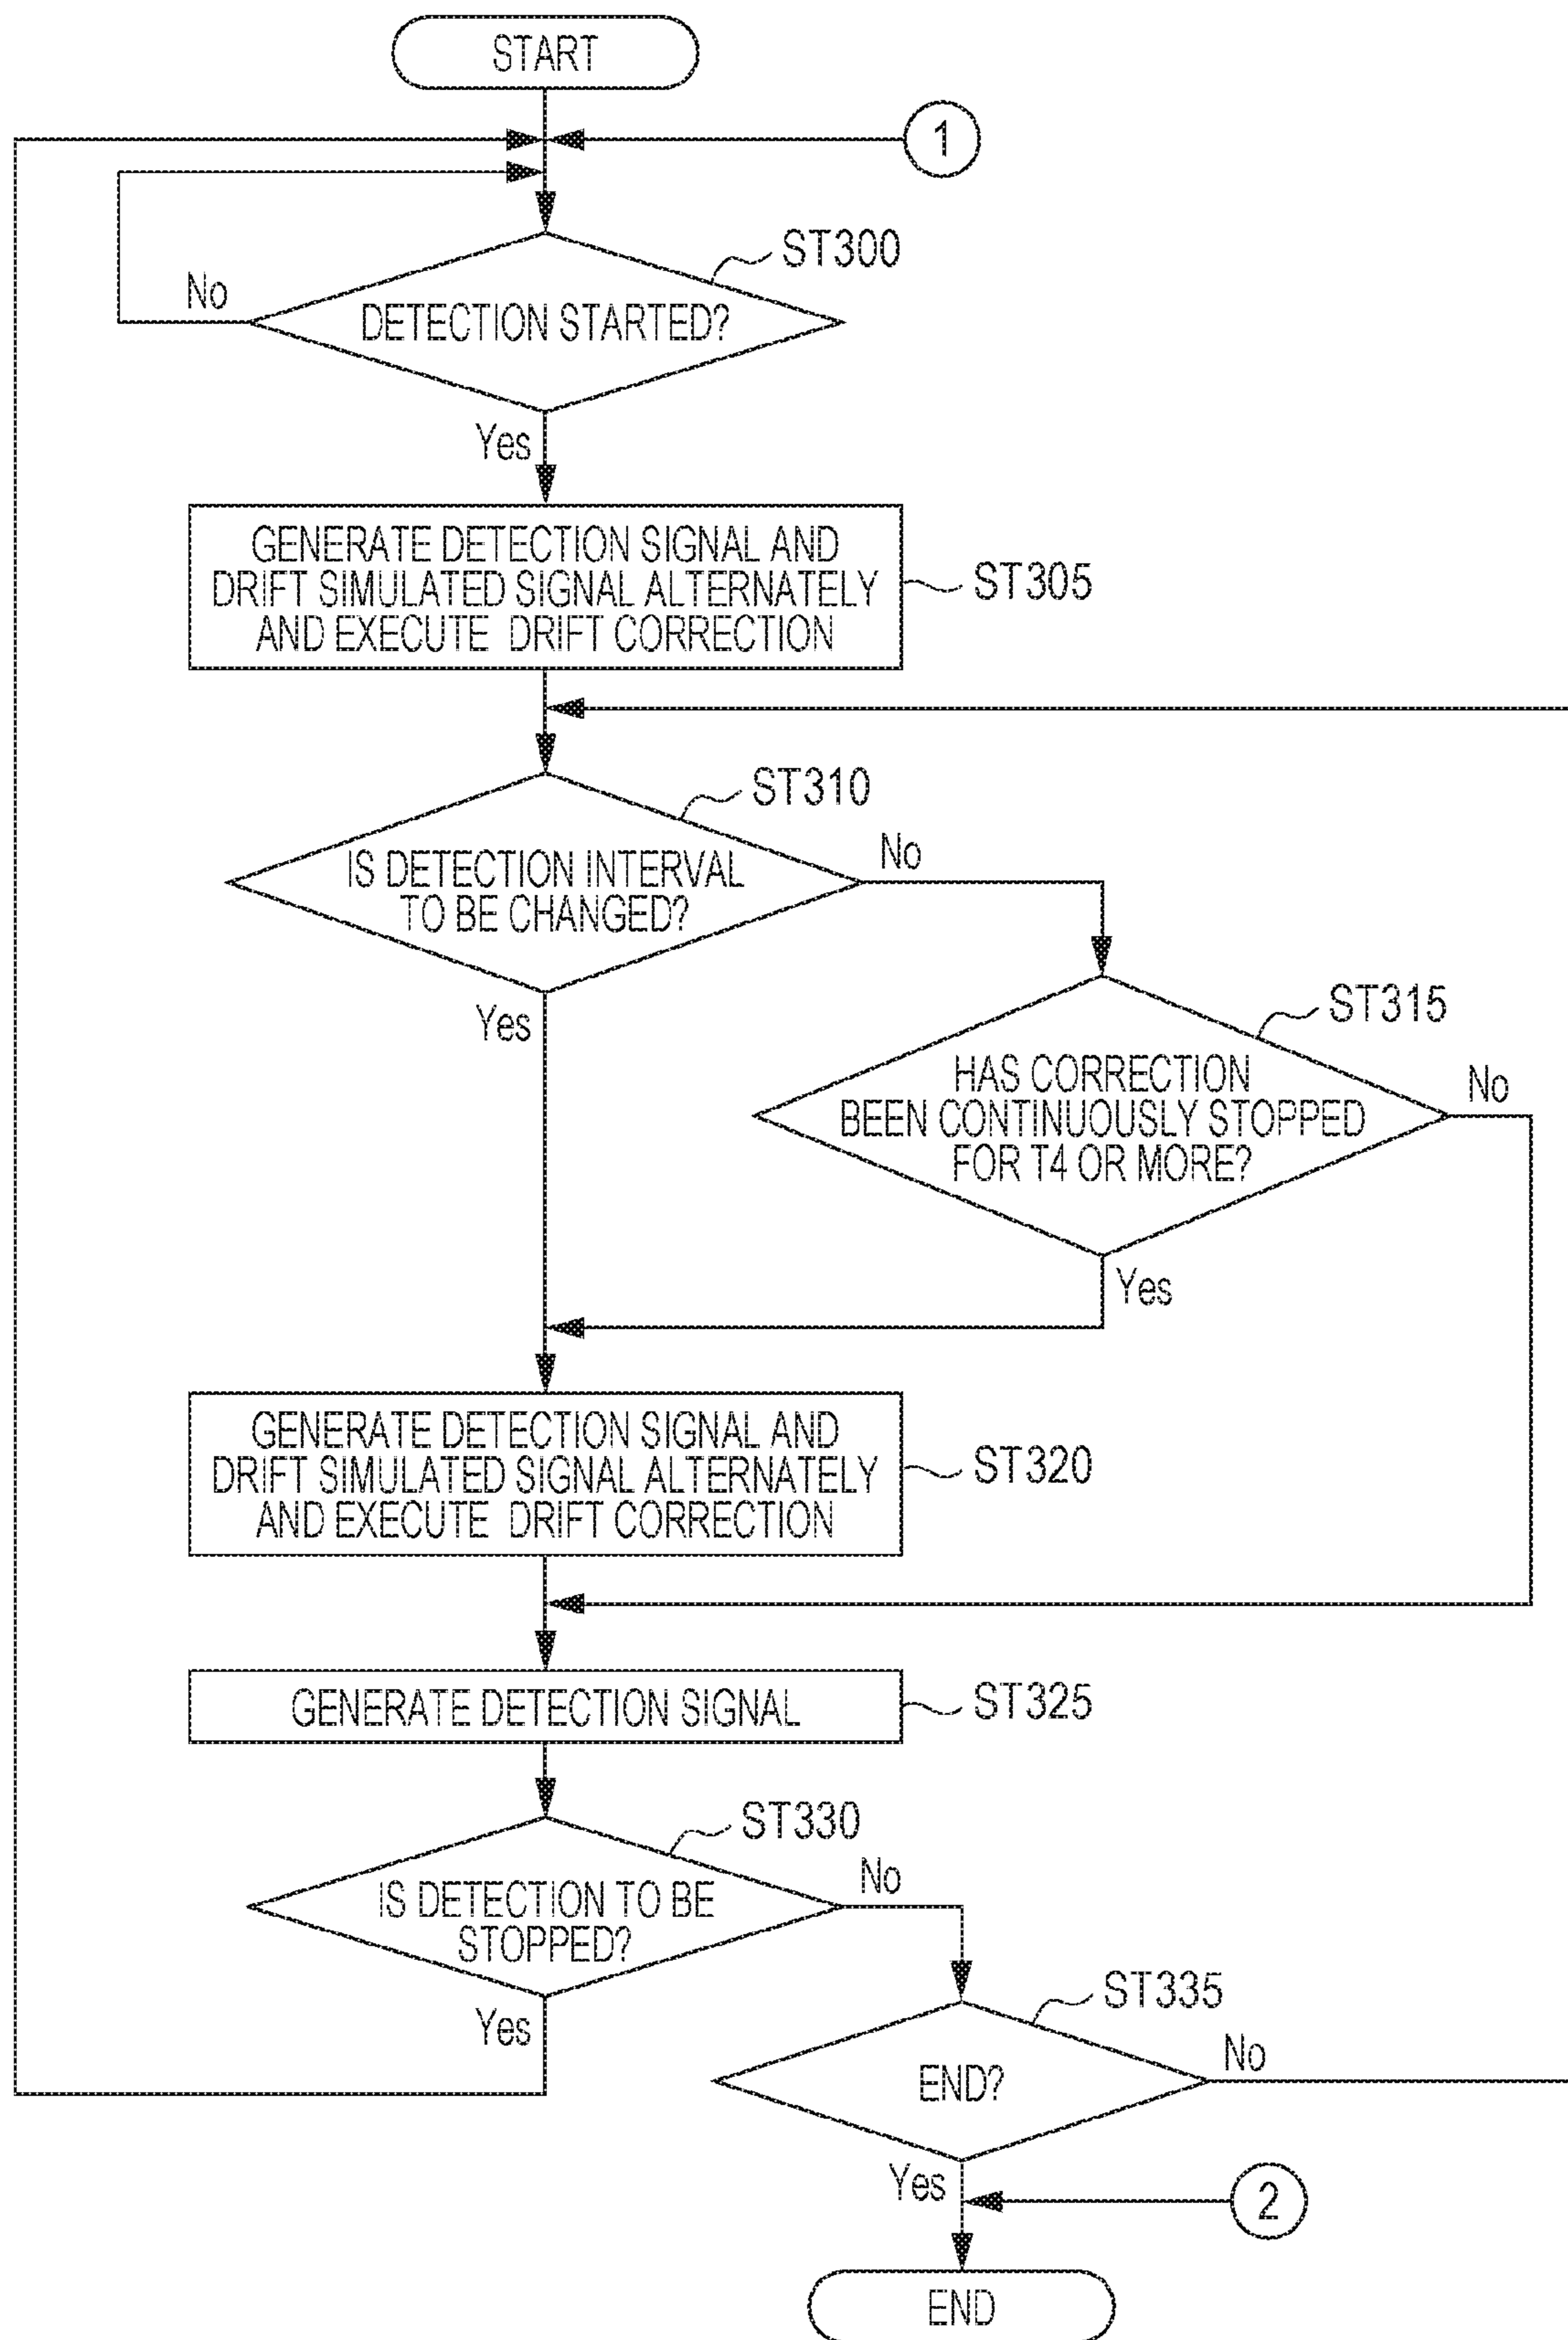 START
1
ST300
No
DETECTION STARTED?
Yes
GENERATE DETECTION SIGNAL AND
DRIFT SIMULATED SIGNAL ALTERNATELY
AND EXECUTE DRIFT CORRECTION
ST305
ST310
No
IS DETECTION INTERVAL
TO BE CHANGED?
Yes
ST315
No
HAS CORRECTION
BEEN CONTINUOUSLY STOPPED
FOR T4 OR MORE?
Yes
GENERATE DETECTION SIGNAL AND
DRIFT SIMULATED SIGNAL ALTERNATELY
AND EXECUTE DRIFT CORRECTION
ST320
GENERATE DETECTION SIGNAL
ST325
ST330
No
IS DETECTION TO BE
STOPPED?
Yes
ST335
No
END?
Yes
2
END